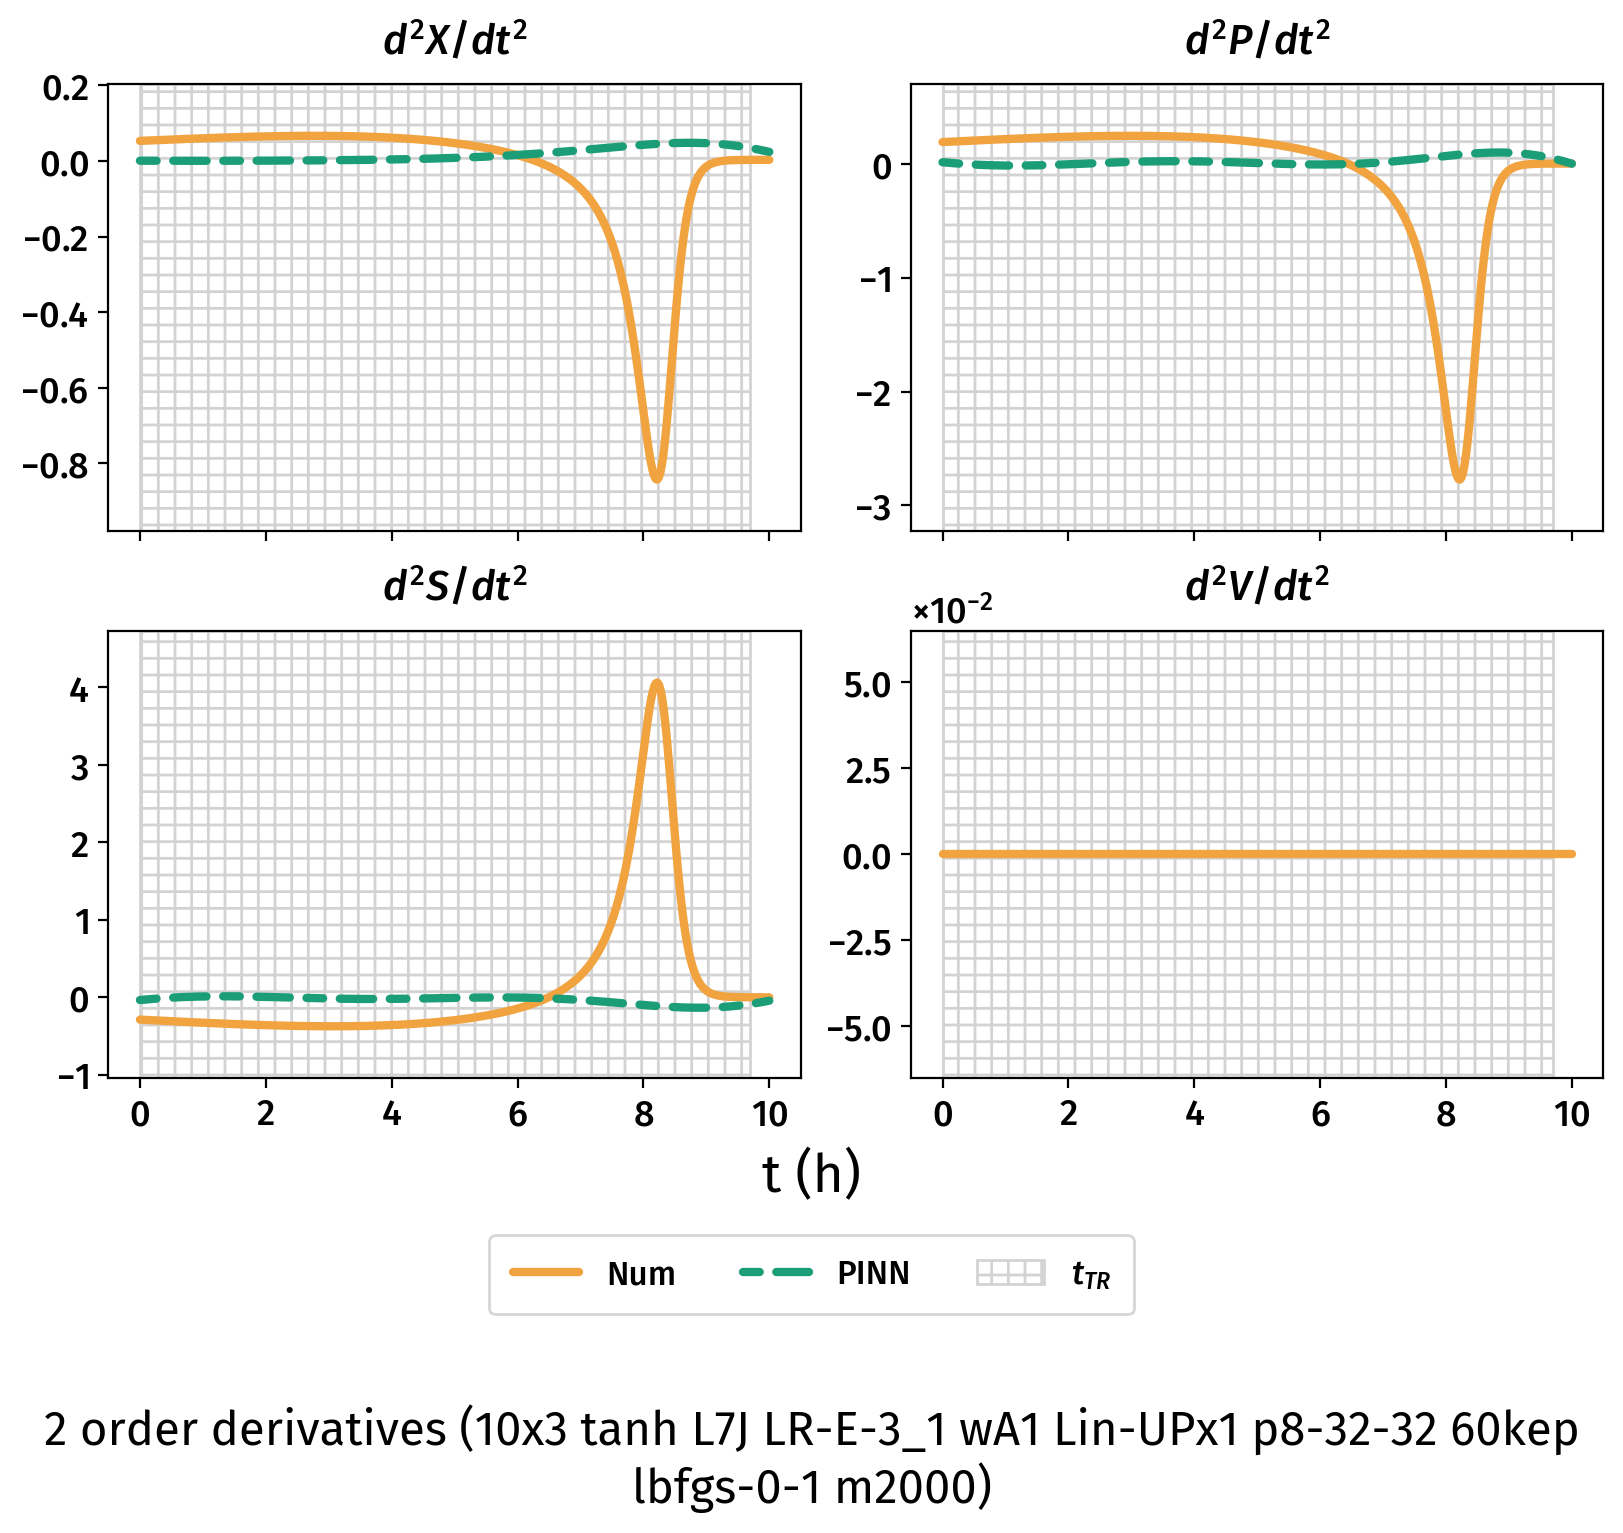 d²X/dt²
d²P/dt²
0.2
0.0
−0.2
−0.4
−0.6
−0.8
0
−1
−2
−3
d²S/dt²
d²V/dt²
×10⁻²
4
3
2
1
0
−1
5.0
2.5
0.0
−2.5
−5.0
0 2 4 6 8 10
0 2 4 6 8 10
t (h)
Num PINN t_TR
2 order derivatives (10x3 tanh L7J LR-E-3_1 wA1 Lin-UPx1 p8-32-32 60kep
lbfgs-0-1 m2000)